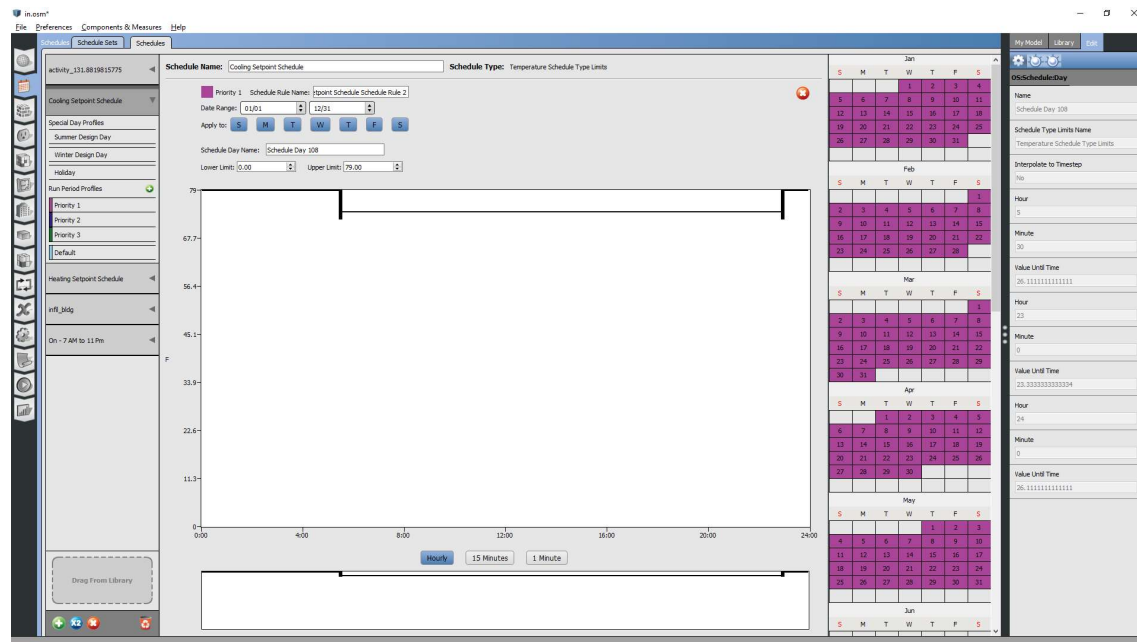 in.osm*
File Preferences Components & Measures Help
Schedules Schedule Sets Schedules
My Model Library Edit
activity_131.8819815775
Cooling Setpoint Schedule
Special Day Profiles
Summer Design Day
Winter Design Day
Holiday
Run Period Profiles
Priority 1
Priority 2
Priority 3
Default
Heating Setpoint Schedule
infil_bldg
On - 7 AM to 11 Pm
Drag From Library
X2
Schedule Name: Cooling Setpoint Schedule Schedule Type: Temperature Schedule Type Limits
Priority 1 Schedule Rule Name: tpoint Schedule Schedule Rule 2
Date Range: 01/01 12/31
Apply to: S M T W T F S
Schedule Day Name: Schedule Day 108
Lower Limit: 0.00 Upper Limit: 79.00
79
67.7
56.4
45.1
F
33.9
22.6
11.3
0
0:00 4:00 8:00 12:00 16:00 20:00 24:00
Hourly 15 Minutes 1 Minute
Jan
S M T W T F S
1 2 3 4
5 6 7 8 9 10 11
12 13 14 15 16 17 18
19 20 21 22 23 24 25
26 27 28 29 30 31
Feb
S M T W T F S
1
2 3 4 5 6 7 8
9 10 11 12 13 14 15
16 17 18 19 20 21 22
23 24 25 26 27 28
Mar
S M T W T F S
1
2 3 4 5 6 7 8
9 10 11 12 13 14 15
16 17 18 19 20 21 22
23 24 25 26 27 28 29
30 31
Apr
S M T W T F S
1 2 3 4 5
6 7 8 9 10 11 12
13 14 15 16 17 18 19
20 21 22 23 24 25 26
27 28 29 30
May
S M T W T F S
1 2 3
4 5 6 7 8 9 10
11 12 13 14 15 16 17
18 19 20 21 22 23 24
25 26 27 28 29 30 31
Jun
S M T W T F S
OS:Schedule:Day
Name
Schedule Day 108
Schedule Type Limits Name
Temperature Schedule Type Limits
Interpolate to Timestep
No
Hour
5
Minute
30
Value Until Time
26.1111111111111
Hour
23
Minute
0
Value Until Time
23.3333333333334
Hour
24
Minute
0
Value Until Time
26.1111111111111